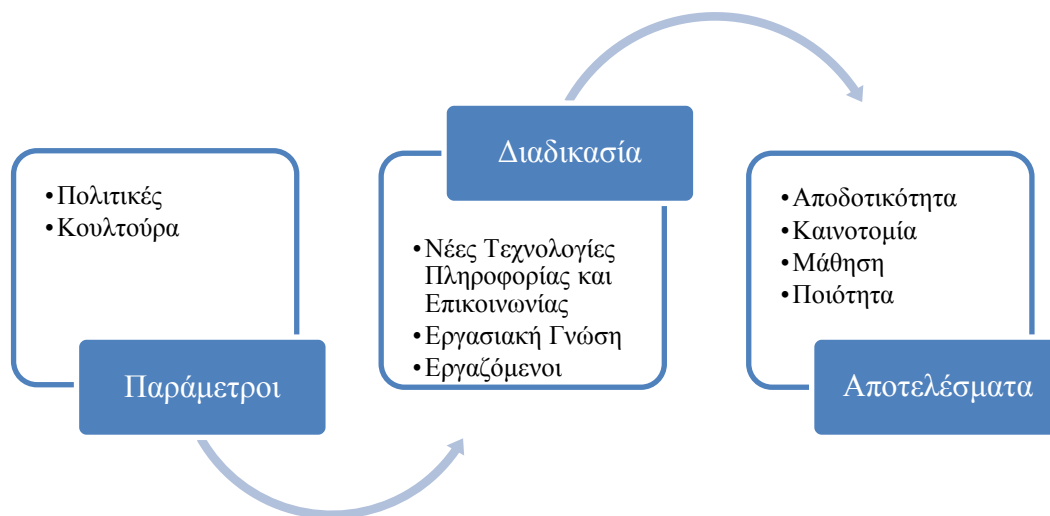 •Πολιτικές
•Κουλτούρα
Παράμετροι
Διαδικασία
•Νέες Τεχνολογίες
Πληροφορίας και
Επικοινωνίας
•Εργασιακή Γνώση
•Εργαζόμενοι
•Αποδοτικότητα
•Καινοτομία
•Μάθηση
•Ποιότητα
Αποτελέσματα